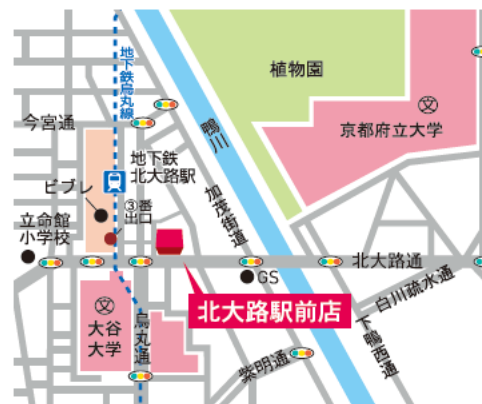 地下鉄烏丸線
植物園
京都府立大学
今宮通
鴨川
加茂街道
地下鉄
北大路駅
ビブレ
③番
出口
立命館
小学校
北大路通
GS
北大路駅前店
白川疏水通
下鴨西通
大谷
大学
烏丸通
紫明通
文
文